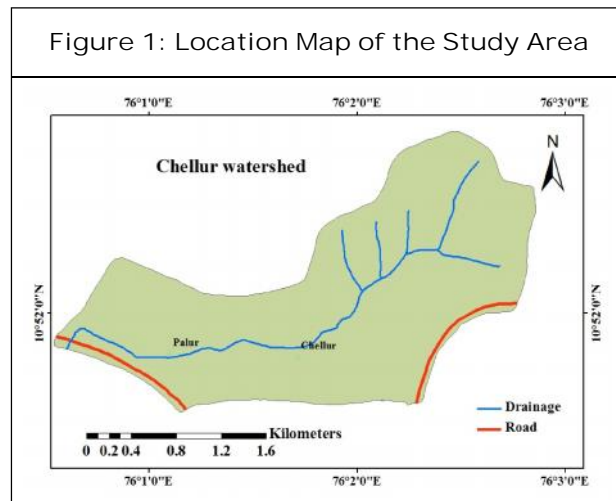 Figure 1: Location Map of the Study Area
76°1'0"E 76°2'0"E 76°3'0"E
Chellur watershed
N
10°52'0"N 10°52'0"N
Palur Chellur
Drainage
Road
Kilometers
0 0.2 0.4 0.8 1.2 1.6
76°1'0"E 76°2'0"E 76°3'0"E